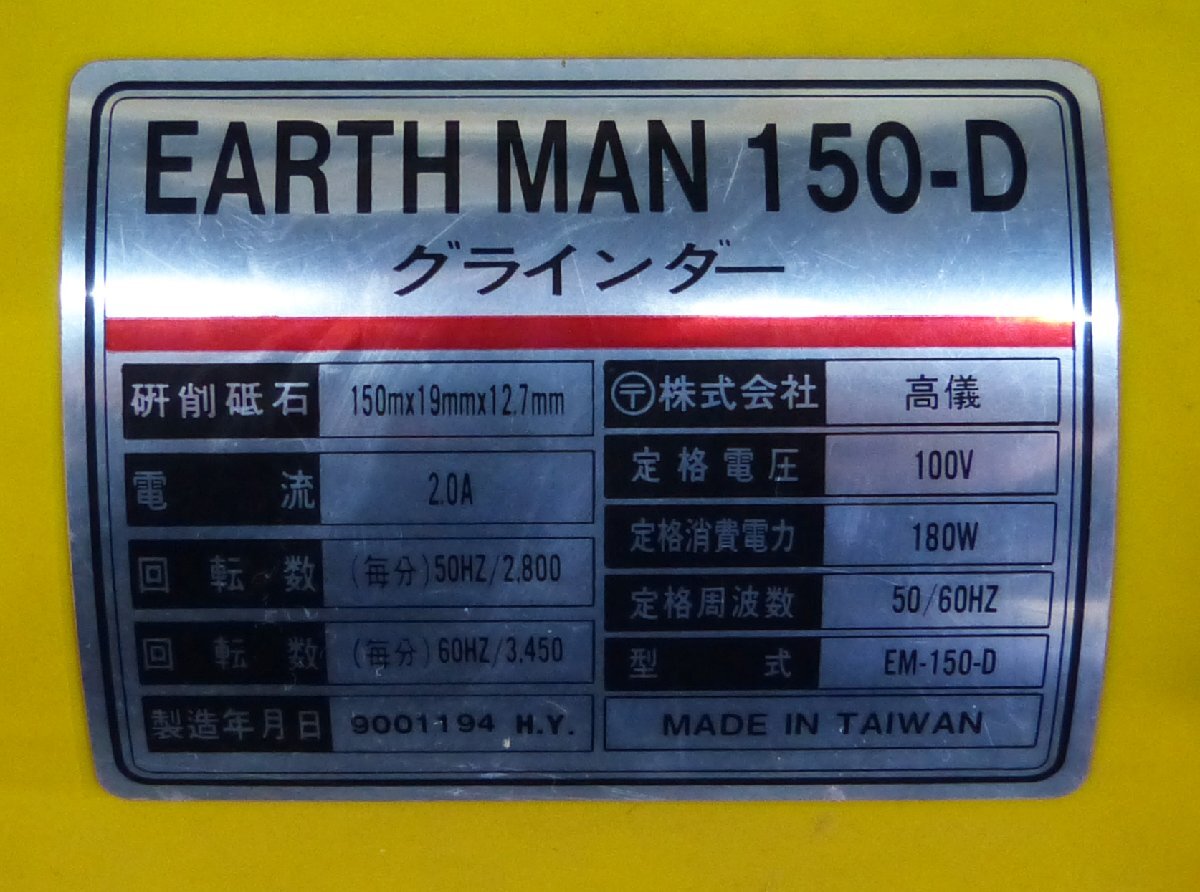 EARTH MAN 150-D
グラインダー
研削砥石 150mx19mmx12.7mm
電流 2.0A
回転数 (毎分)50HZ/2,800
回転数 (毎分)60HZ/3,450
製造年月日 9001194 H.Y.
〶株式会社 高儀
定格電圧 100V
定格消費電力 180W
定格周波数 50/60HZ
型式 EM-150-D
MADE IN TAIWAN